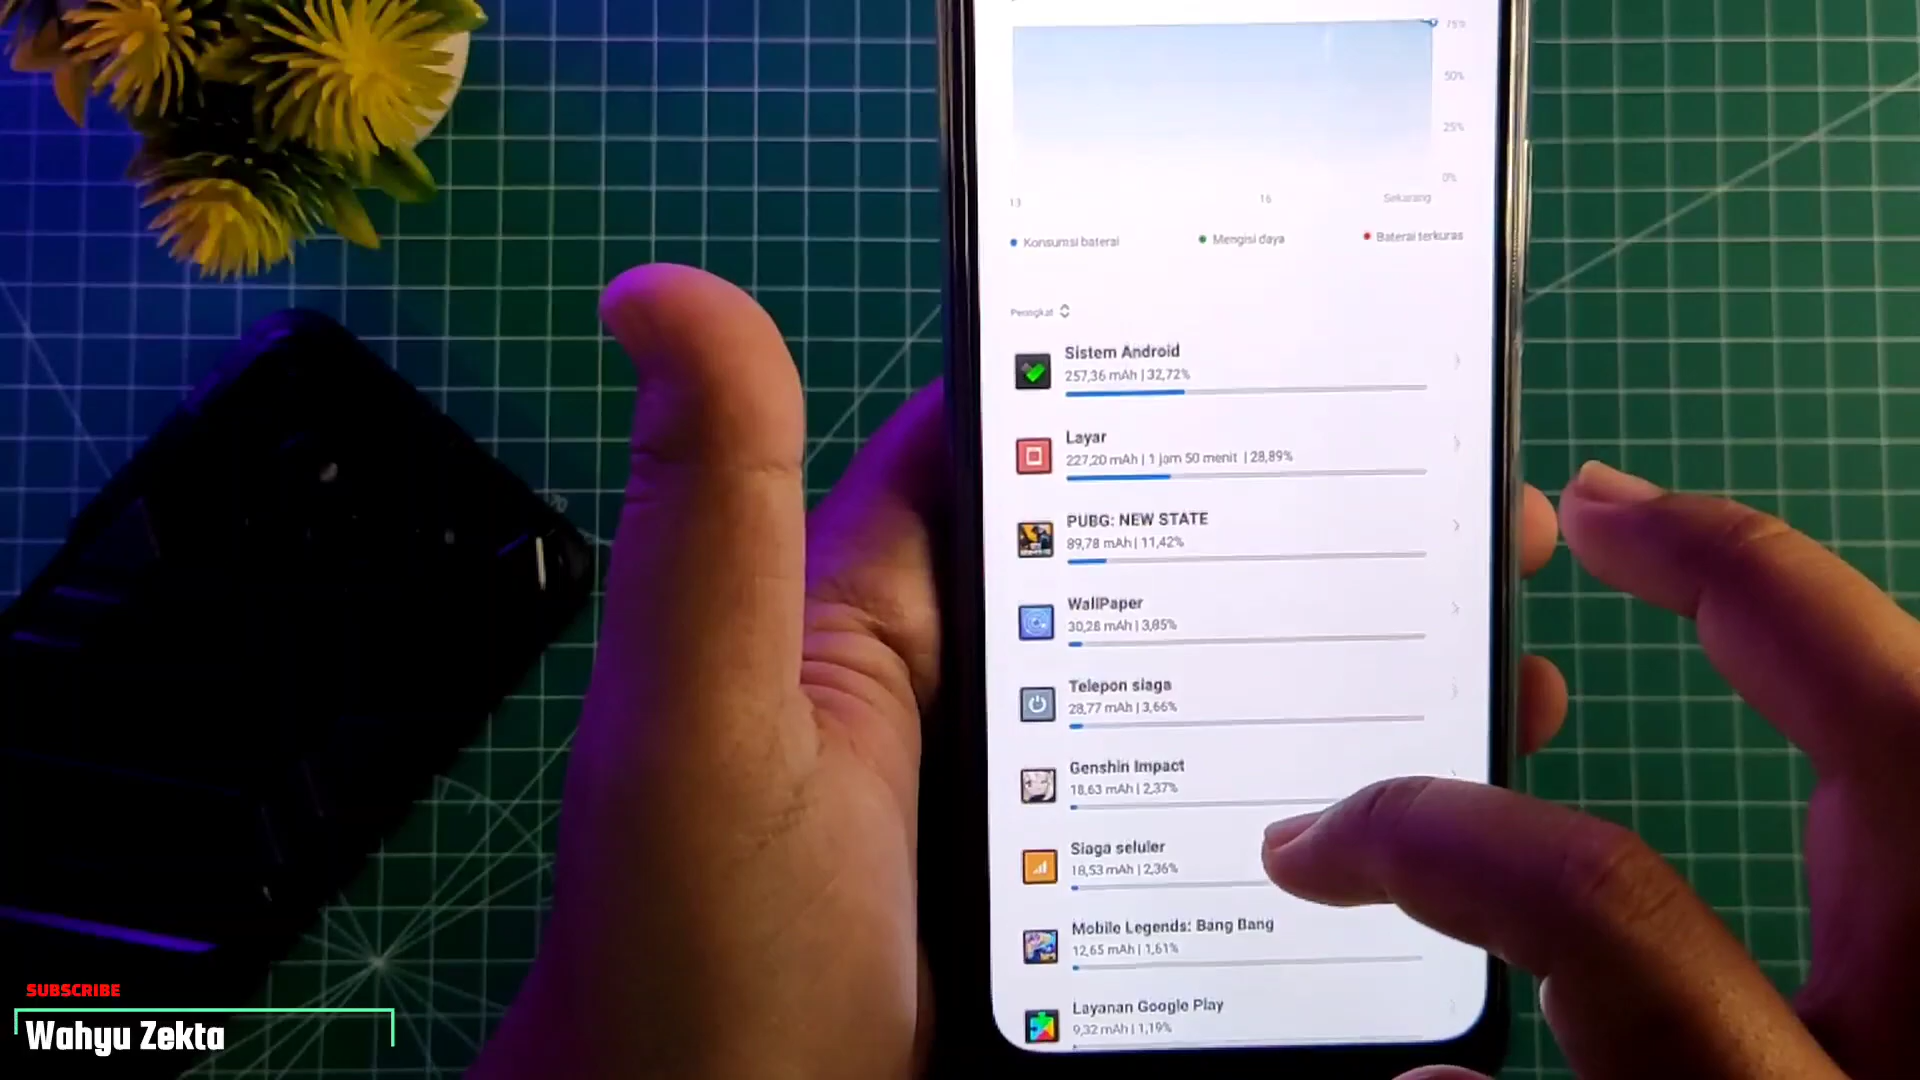 75%
50%
25%
0%
13 16 Sekarang
Konsumsi baterai Mengisi daya Baterai terkuras
Peringkat
Sistem Android
257,36 mAh | 32,72%
Layar
227,20 mAh | 1 jam 50 menit | 28,89%
PUBG: NEW STATE
89,78 mAh | 11,42%
WallPaper
30,28 mAh | 3,85%
Telepon siaga
28,77 mAh | 3,66%
Genshin Impact
18,63 mAh | 2,37%
Siaga seluler
18,53 mAh | 2,36%
Mobile Legends: Bang Bang
12,65 mAh | 1,61%
Layanan Google Play
9,32 mAh | 1,19%
SUBSCRIBE
Wahyu Zekta